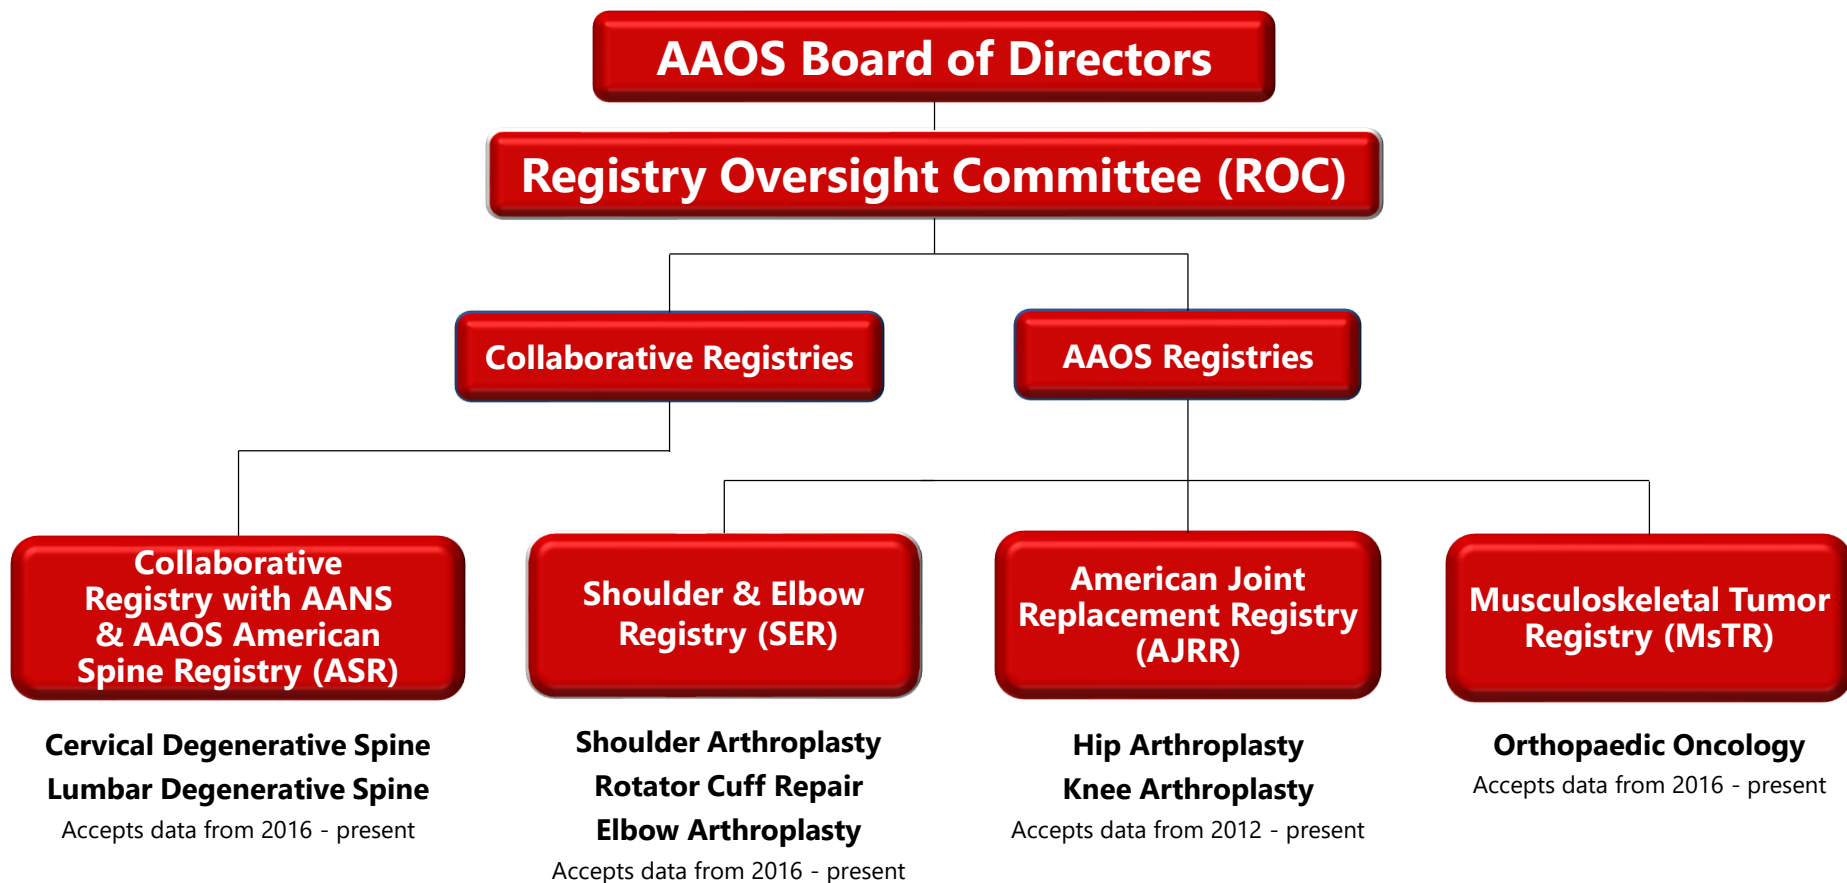 AAOS Board of Directors
Registry Oversight Committee (ROC)
Collaborative Registries
AAOS Registries
Collaborative
Registry with AANS
& AAOS American
Spine Registry (ASR)
Cervical Degenerative Spine
Lumbar Degenerative Spine
Accepts data from 2016 - present
Shoulder & Elbow
Registry (SER)
Shoulder Arthroplasty
Rotator Cuff Repair
Elbow Arthroplasty
Accepts data from 2016 - present
American Joint
Replacement Registry
(AJRR)
Hip Arthroplasty
Knee Arthroplasty
Accepts data from 2012 - present
Musculoskeletal Tumor
Registry (MsTR)
Orthopaedic Oncology
Accepts data from 2016 - present